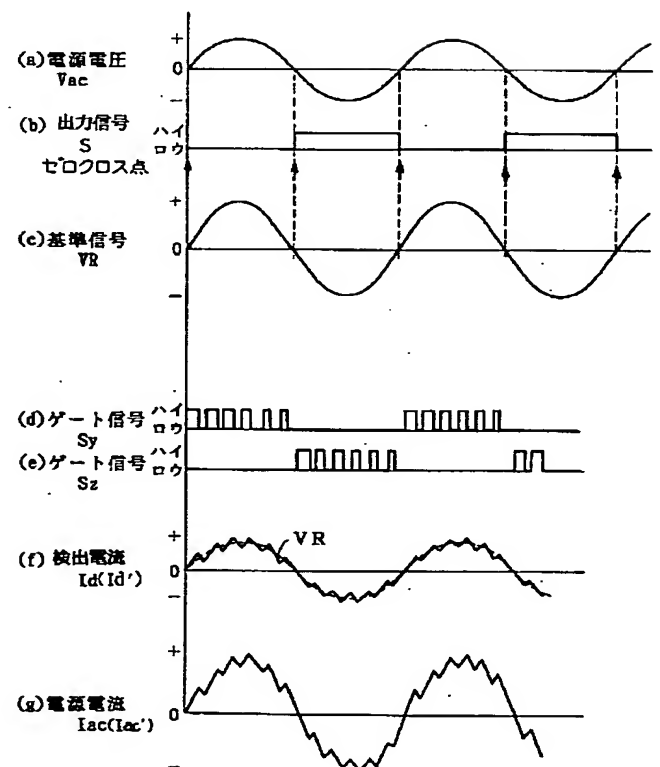 +
(a)電源電圧 0
Vac
−
(b) 出力信号 ハイ
S ロウ
ゼロクロス点
+
(c)基準信号 0
VR
−
(d)ゲート信号 ハイ
Sy ロウ
(e)ゲート信号 ハイ
Sz ロウ
+ VR
(f) 検出電流 0
Id(Id')
−
+
(g)電源電流 0
Iac(Iac')
−